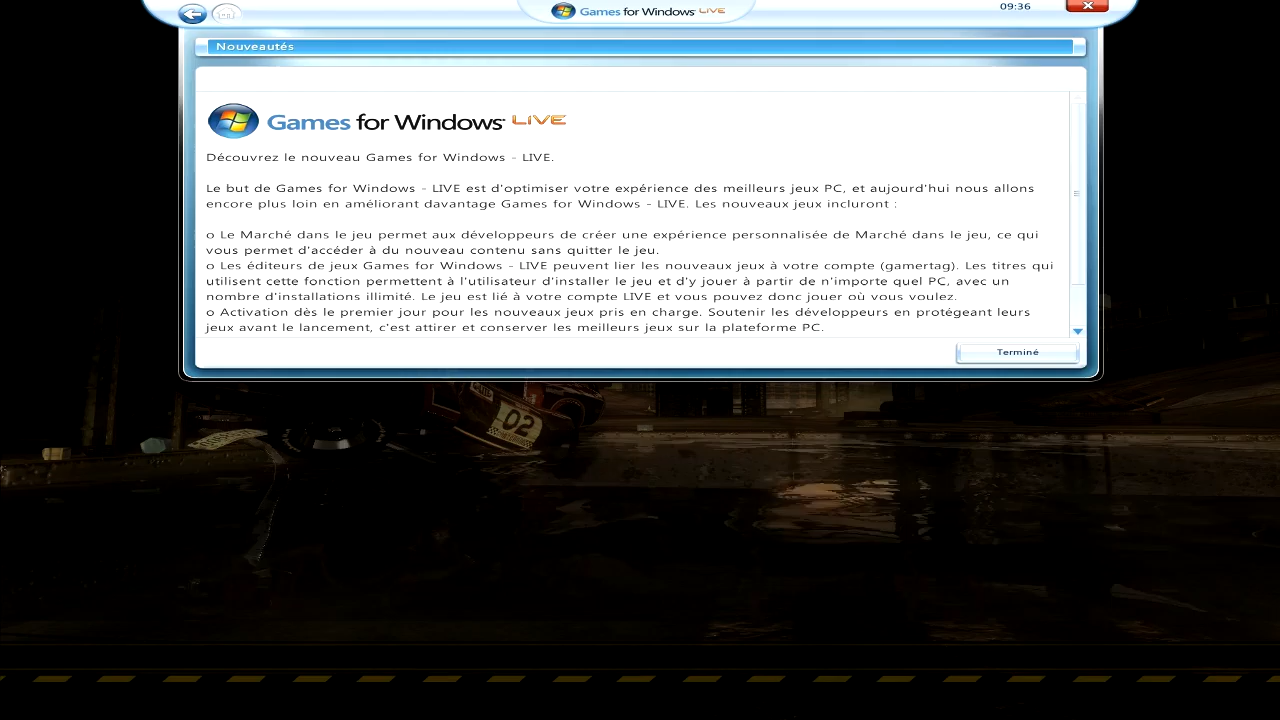 Games for Windows LIVE
09:36
Nouveautés
Games for Windows LIVE
Découvrez le nouveau Games for Windows - LIVE.
Le but de Games for Windows - LIVE est d'optimiser votre expérience des meilleurs jeux PC, et aujourd'hui nous allons
encore plus loin en améliorant davantage Games for Windows - LIVE. Les nouveaux jeux incluront :
o Le Marché dans le jeu permet aux développeurs de créer une expérience personnalisée de Marché dans le jeu, ce qui
vous permet d'accéder à du nouveau contenu sans quitter le jeu.
o Les éditeurs de jeux Games for Windows - LIVE peuvent lier les nouveaux jeux à votre compte (gamertag). Les titres qui
utilisent cette fonction permettent à l'utilisateur d'installer le jeu et d'y jouer à partir de n'importe quel PC, avec un
nombre d'installations illimité. Le jeu est lié à votre compte LIVE et vous pouvez donc jouer où vous voulez.
o Activation dès le premier jour pour les nouveaux jeux pris en charge. Soutenir les développeurs en protégeant leurs
jeux avant le lancement, c'est attirer et conserver les meilleurs jeux sur la plateforme PC.
Terminé
02